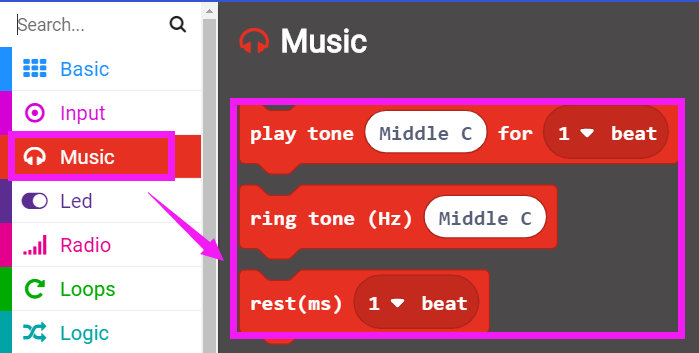 Search...
Basic
Input
Music
Led
Radio
Loops
Logic
Music
play tone Middle C for 1 beat
ring tone (Hz) Middle C
rest(ms) 1 beat